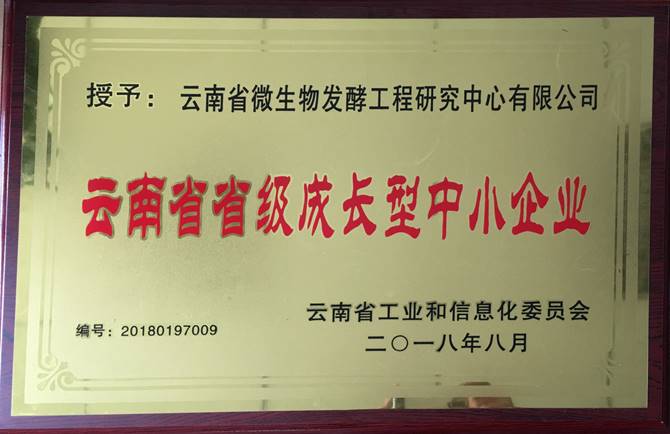 授予：云南省微生物发酵工程研究中心有限公司
云南省省级成长型中小企业
云南省工业和信息化委员会
编号：20180197009
二〇一八年八月